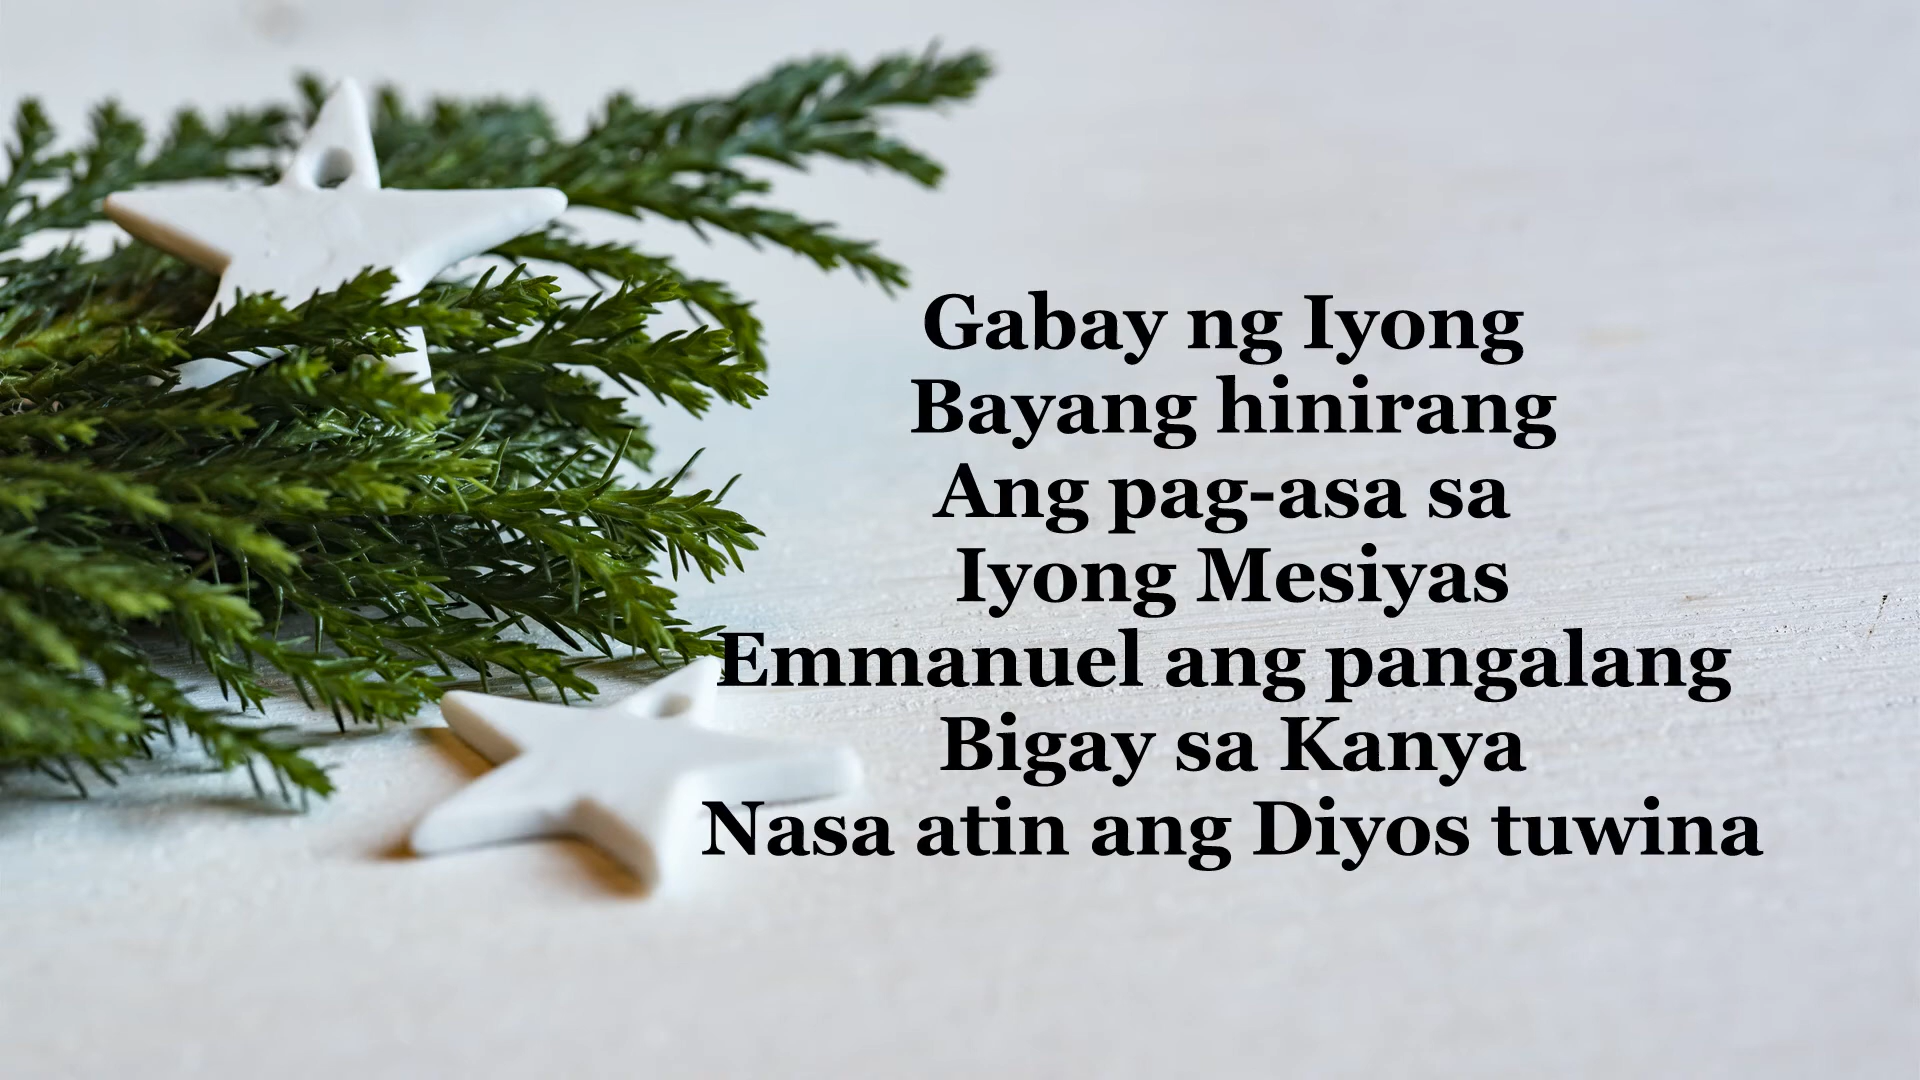 Gabay ng Iyong
Bayang hinirang
Ang pag-asa sa
Iyong Mesiyas
Emmanuel ang pangalang
Bigay sa Kanya
Nasa atin ang Diyos tuwina